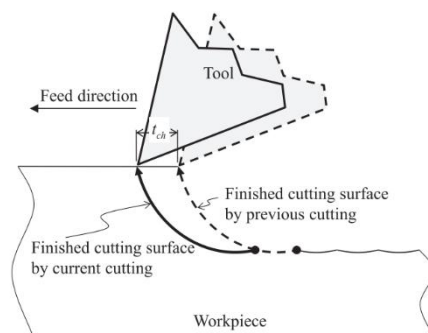 Tool
Feed direction
t_ch
Finished cutting surface
by previous cutting
Finished cutting surface
by current cutting
Workpiece